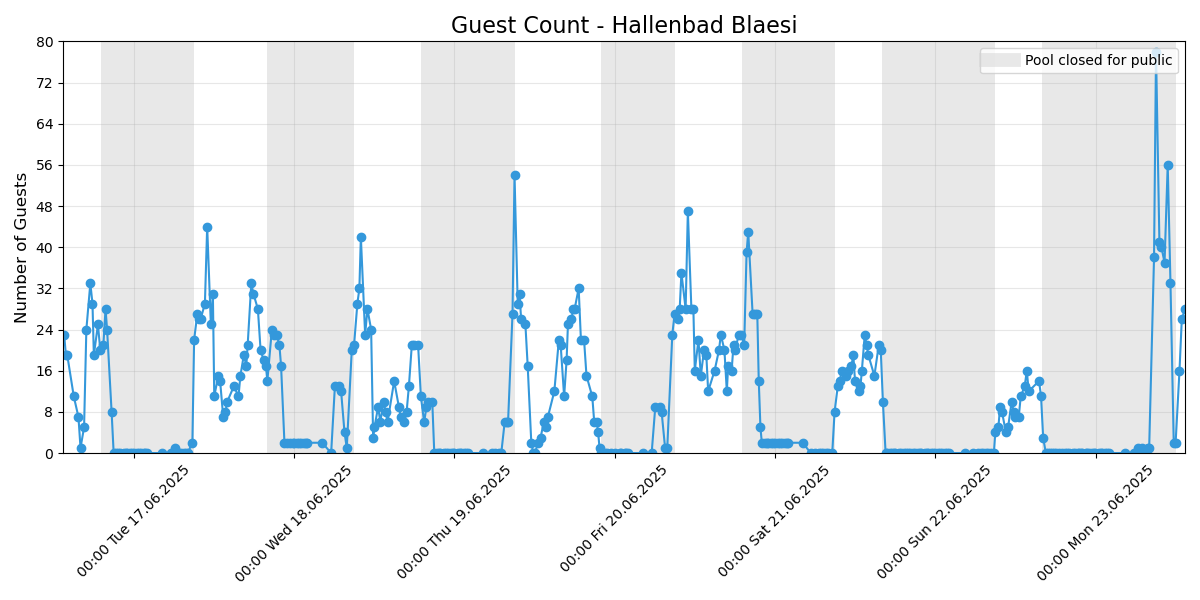 Guest Count - Hallenbad Blaesi
Pool closed for public
Number of Guests
80
72
64
56
48
40
32
24
16
8
0
00:00 Tue 17.06.2025
00:00 Wed 18.06.2025
00:00 Thu 19.06.2025
00:00 Fri 20.06.2025
00:00 Sat 21.06.2025
00:00 Sun 22.06.2025
00:00 Mon 23.06.2025